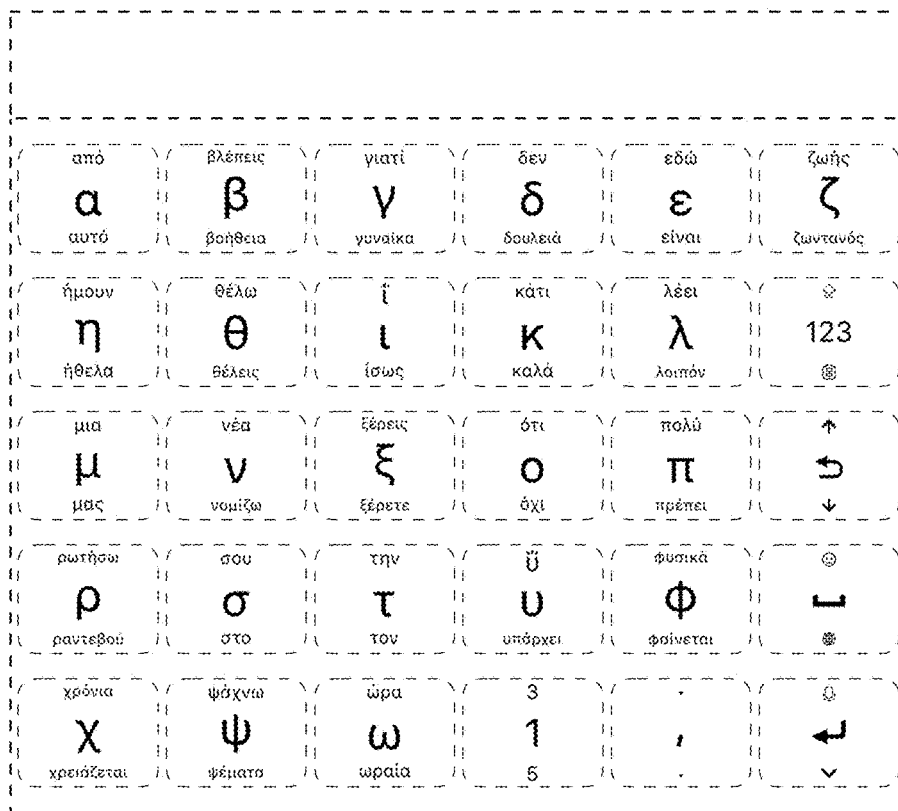 από βλέπεις γιατί δεν εδώ ζωής
α β γ δ ε ζ
αυτό βοήθεια γυναίκα δουλειά είναι ζωντανός
ήμουν θέλω ΐ κάτι λέει
η θ ι κ λ 123
ήθελα θέλεις ίσως καλά λοιπόν
μια νέα ξέρεις ότι πολύ ↑
μ ν ξ ο π
μας νομίζω ξέρετε όχι πρέπει ↓
ρωτήσω σου την ΰ φυσικά
ρ σ τ υ φ
ραντεβού στο τον υπάρχει φαίνεται
χρόνια ψάχνω ώρα 3 ·
χ ψ ω 1 ,
χρειάζεται ψέματα ωραία 5 .